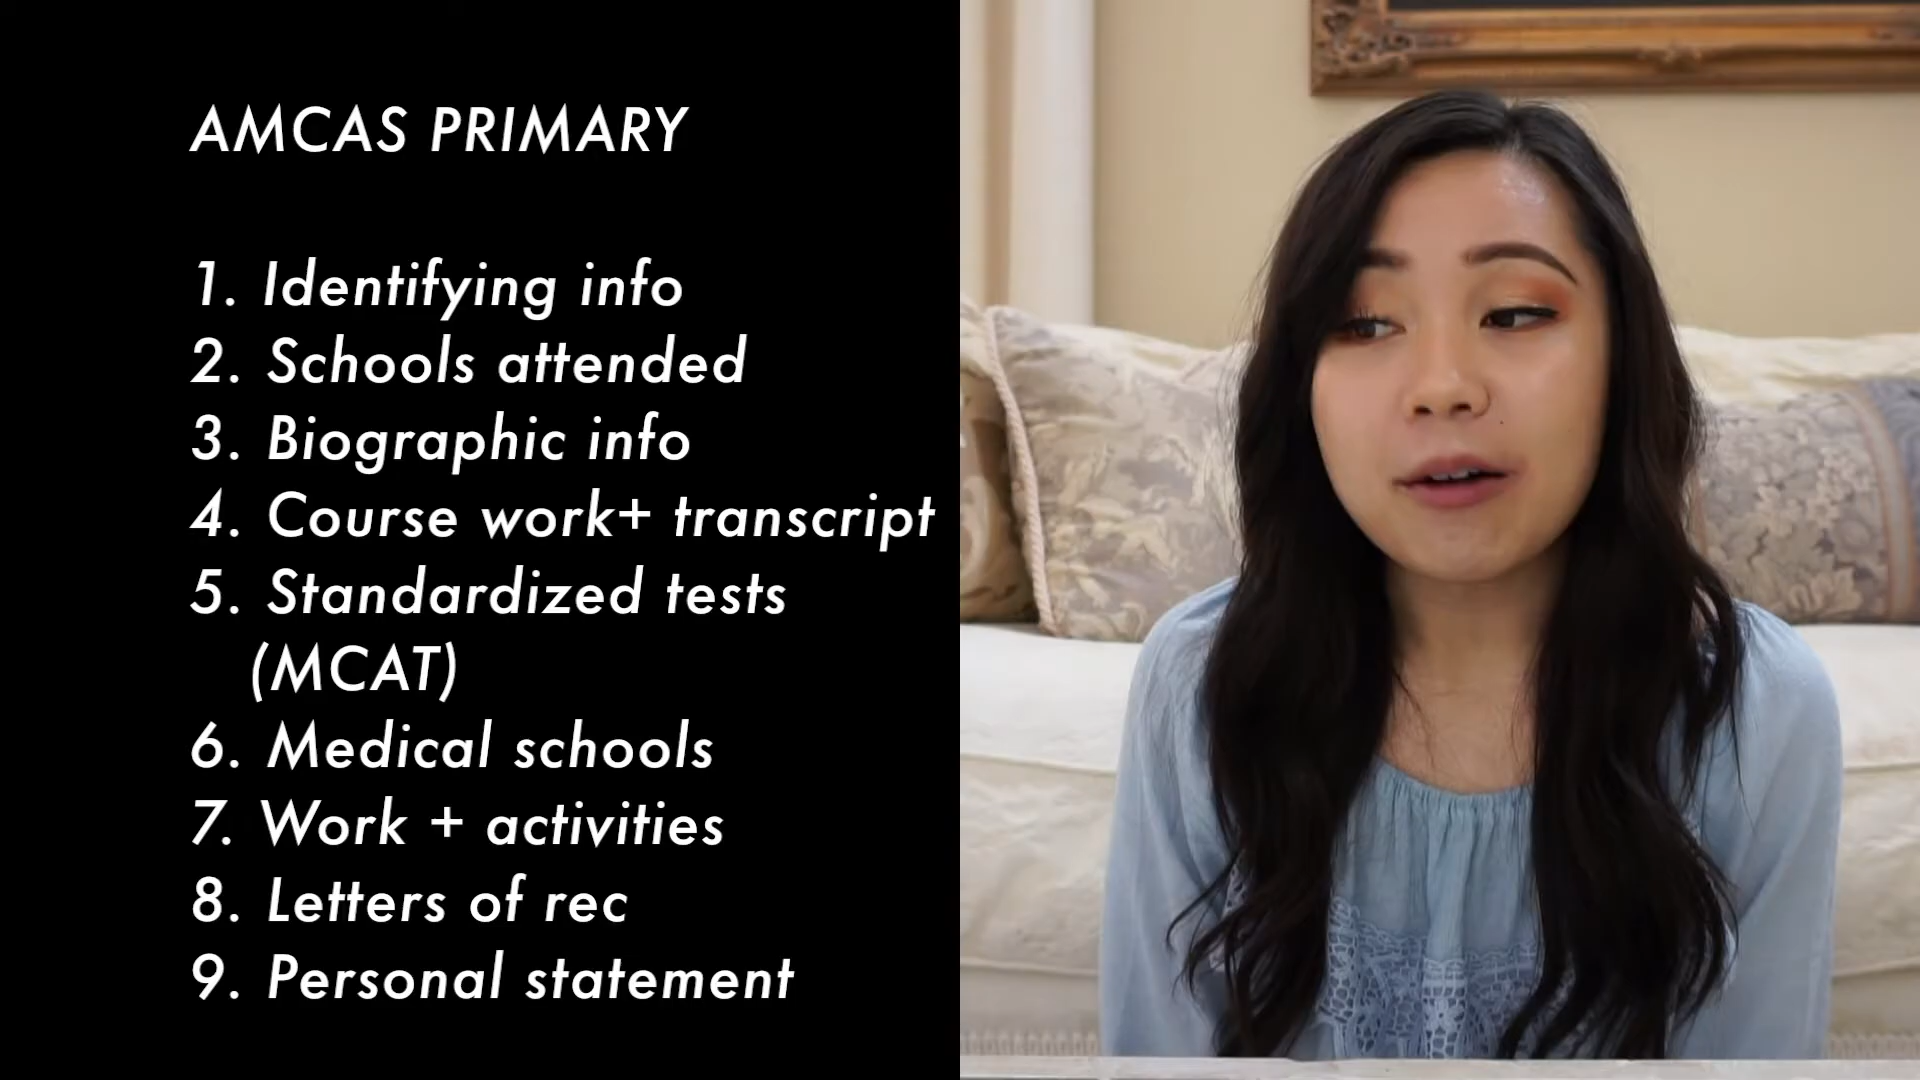 AMCAS PRIMARY
1. Identifying info
2. Schools attended
3. Biographic info
4. Course work+ transcript
5. Standardized tests
(MCAT)
6. Medical schools
7. Work + activities
8. Letters of rec
9. Personal statement